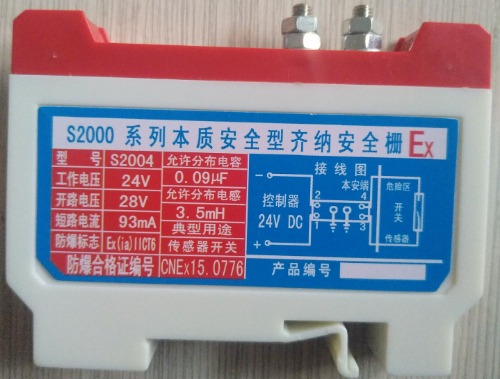 S2000 系列本质安全型齐纳安全栅 Ex
型 号 S2004 允许分布电容
工作电压 24V 0.09μF
开路电压 28V 允许分布电感
短路电流 93mA 3.5mH
防爆标志 Ex(ia)IICT6 典型用途
传感器开关
防爆合格证编号 CNEx15.0776
接线图
本安端
危险区
− 控制器 2 4
24V DC 1 3
+
开关
传感器
产品编号